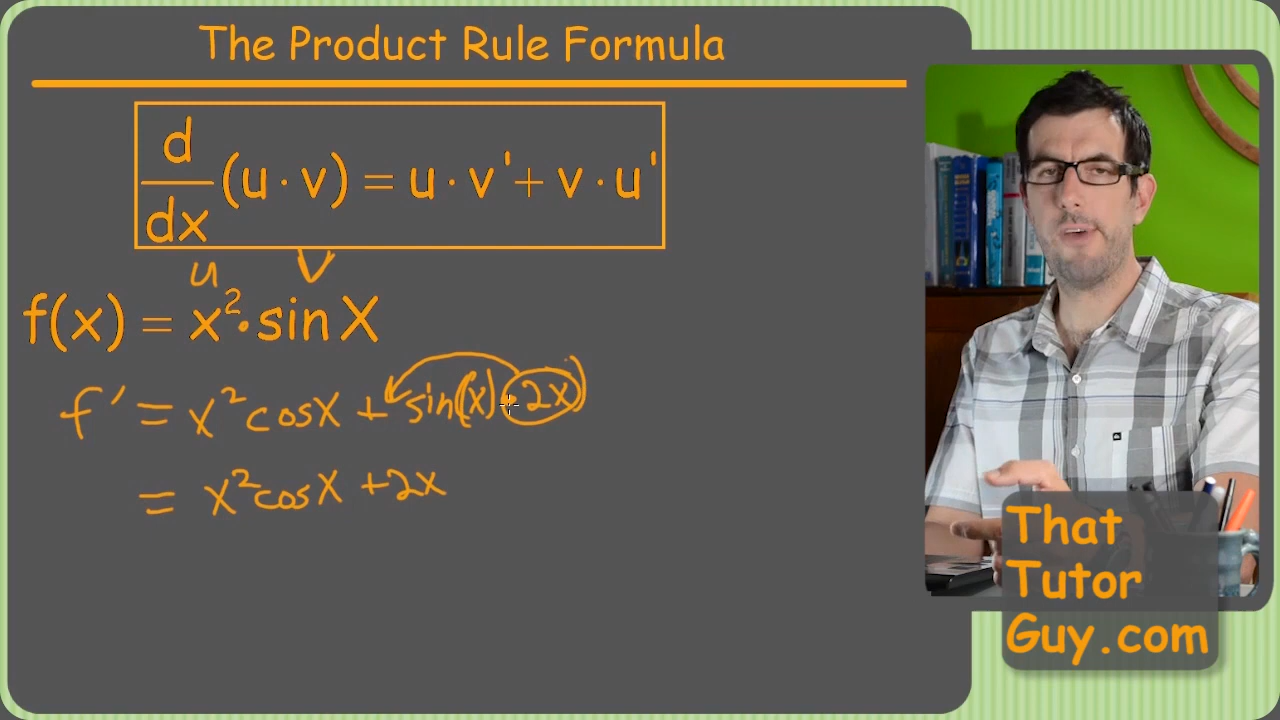 The Product Rule Formula
d/dx (u · v) = u · v' + v · u'
u v
f(x) = x² · sin X
f' = x² cos x + sin(x) · 2x)
= x² cos x + 2x
That
Tutor
Guy.com